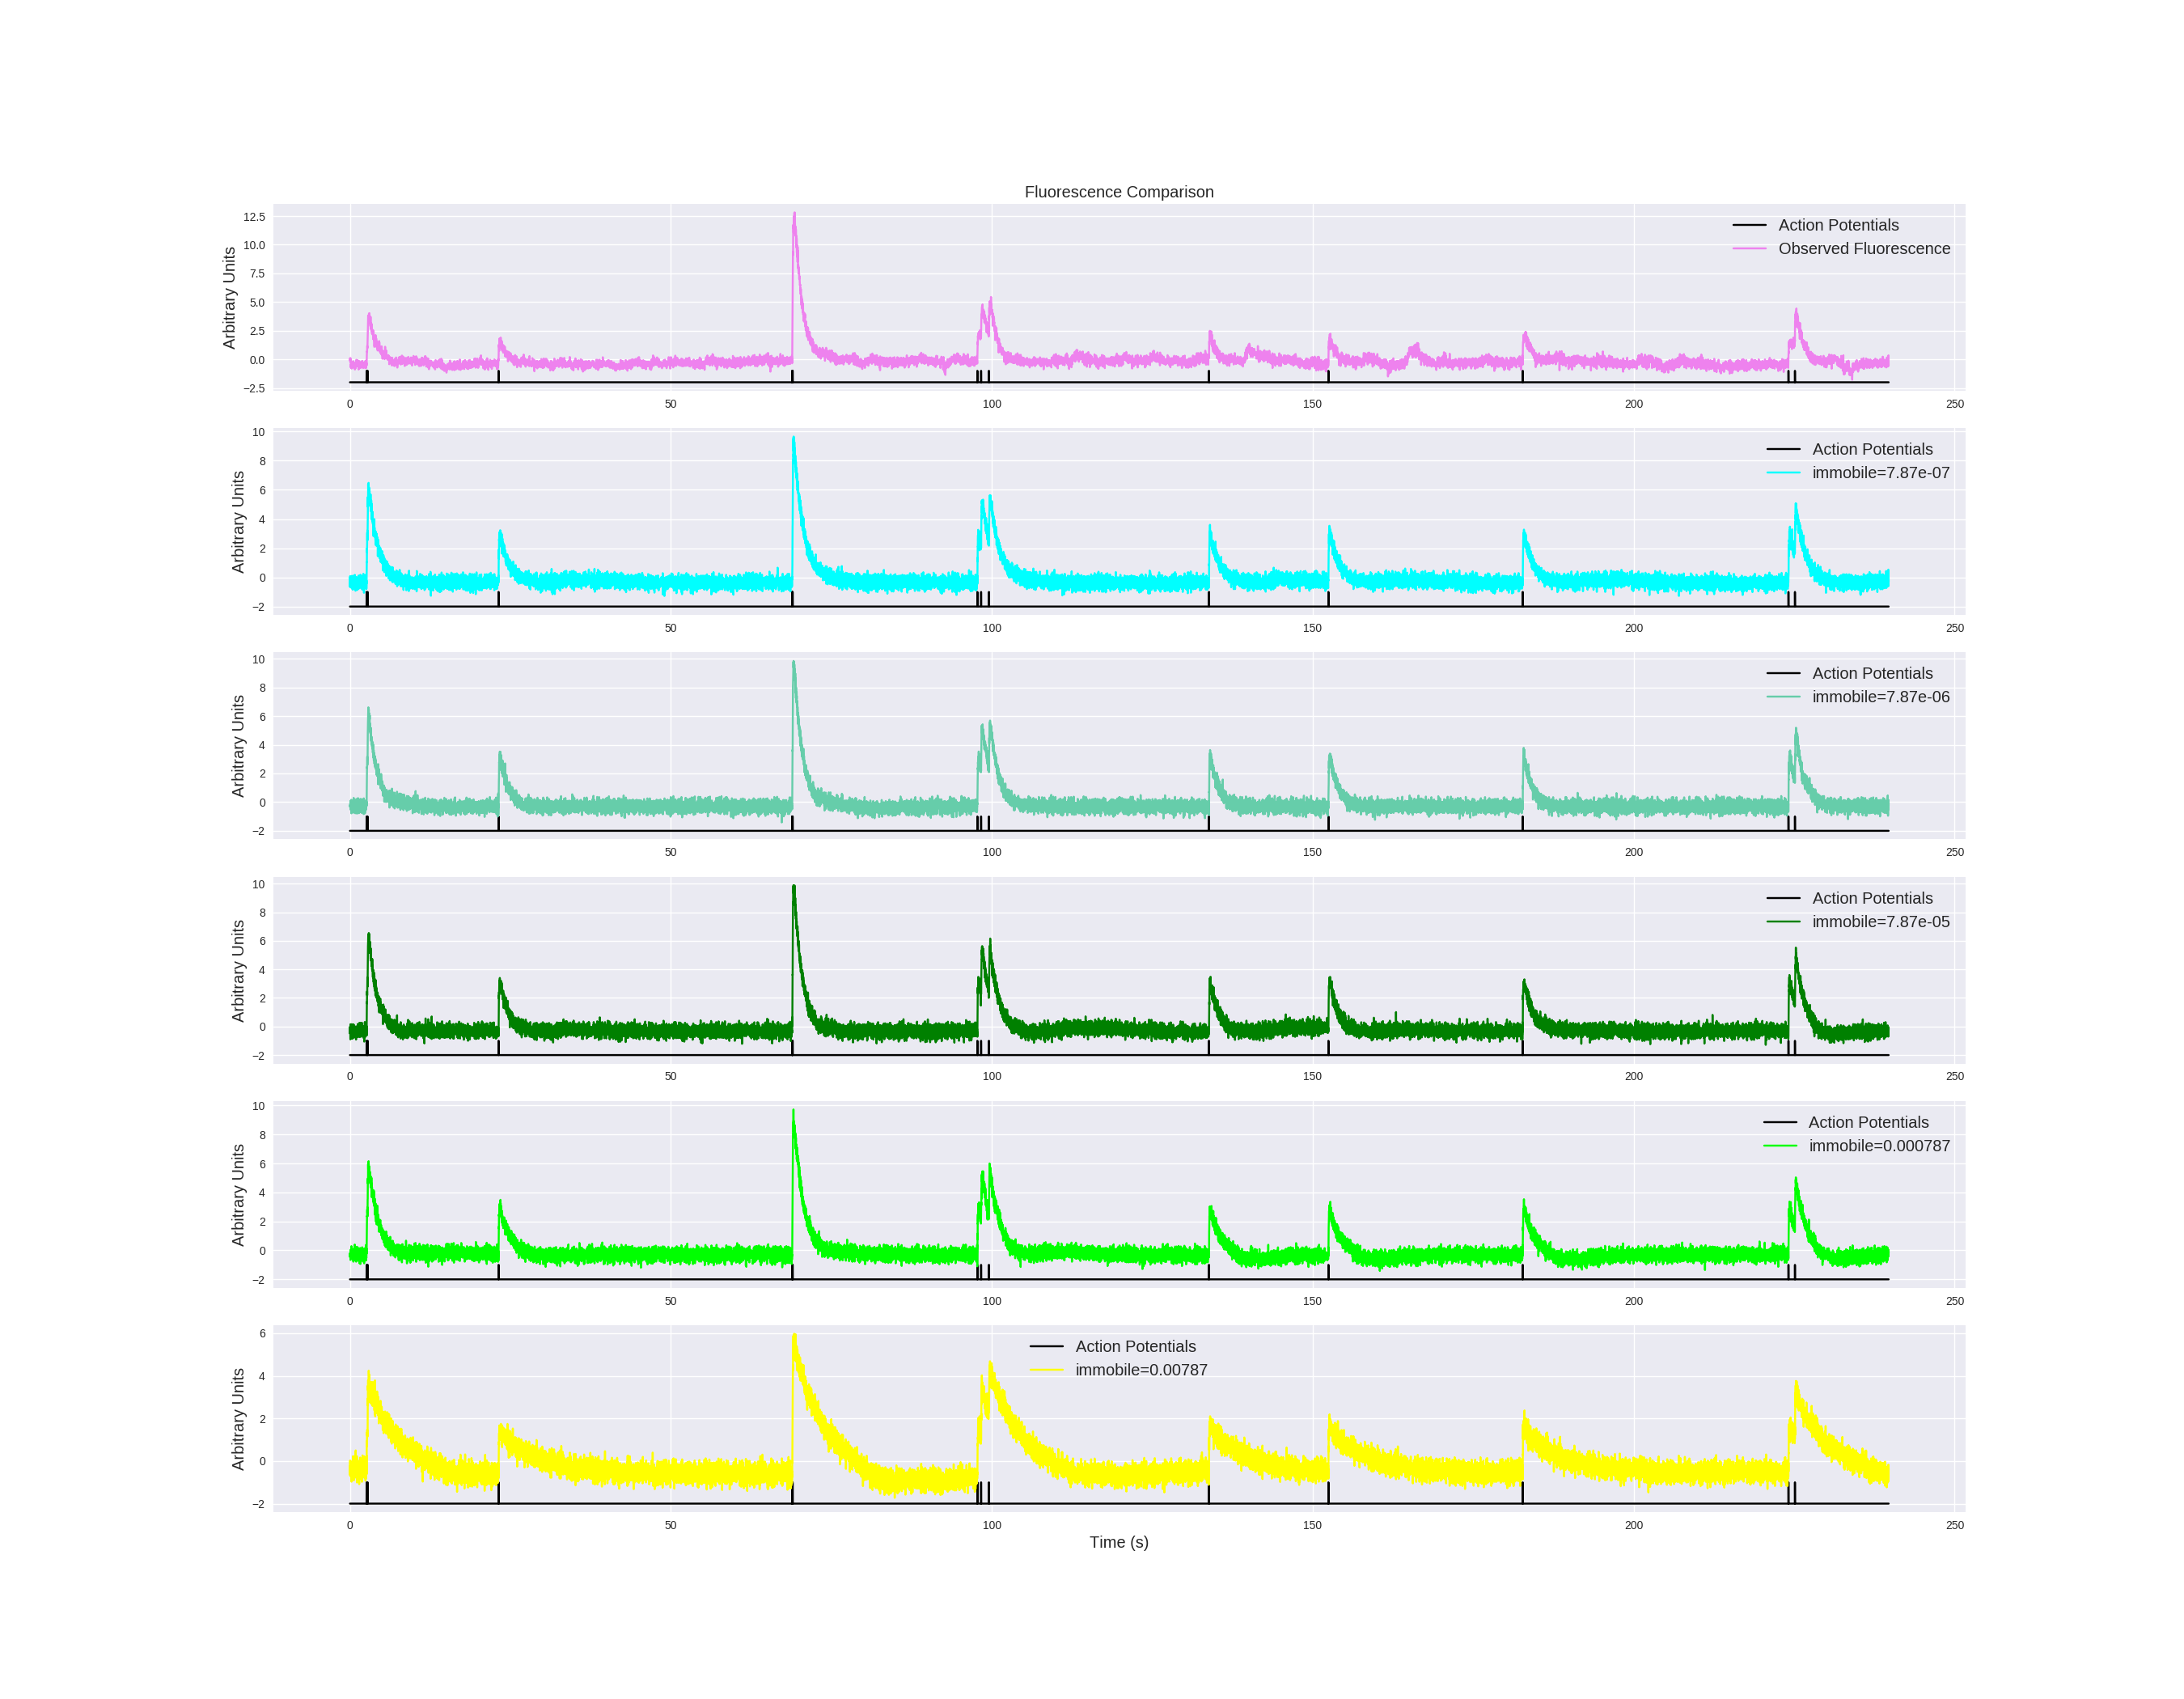 Fluorescence Comparison
Arbitrary Units
12.5
10.0
7.5
5.0
2.5
0.0
−2.5
Action Potentials
Observed Fluorescence
0 50 100 150 200 250
Arbitrary Units
10
8
6
4
2
0
−2
Action Potentials
immobile=7.87e-07
0 50 100 150 200 250
Arbitrary Units
10
8
6
4
2
0
−2
Action Potentials
immobile=7.87e-06
0 50 100 150 200 250
Arbitrary Units
10
8
6
4
2
0
−2
Action Potentials
immobile=7.87e-05
0 50 100 150 200 250
Arbitrary Units
10
8
6
4
2
0
−2
Action Potentials
immobile=0.000787
0 50 100 150 200 250
Arbitrary Units
6
4
2
0
−2
Action Potentials
immobile=0.00787
0 50 100 150 200 250
Time (s)